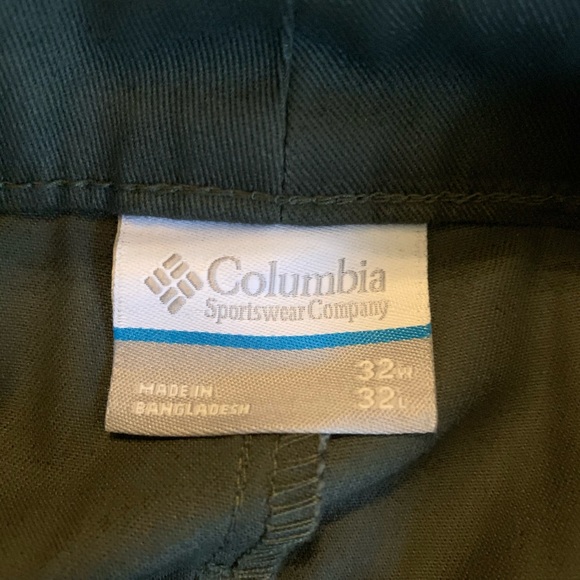 Columbia
Sportswear Company
32W
MADE IN
32L
BANGLADESH